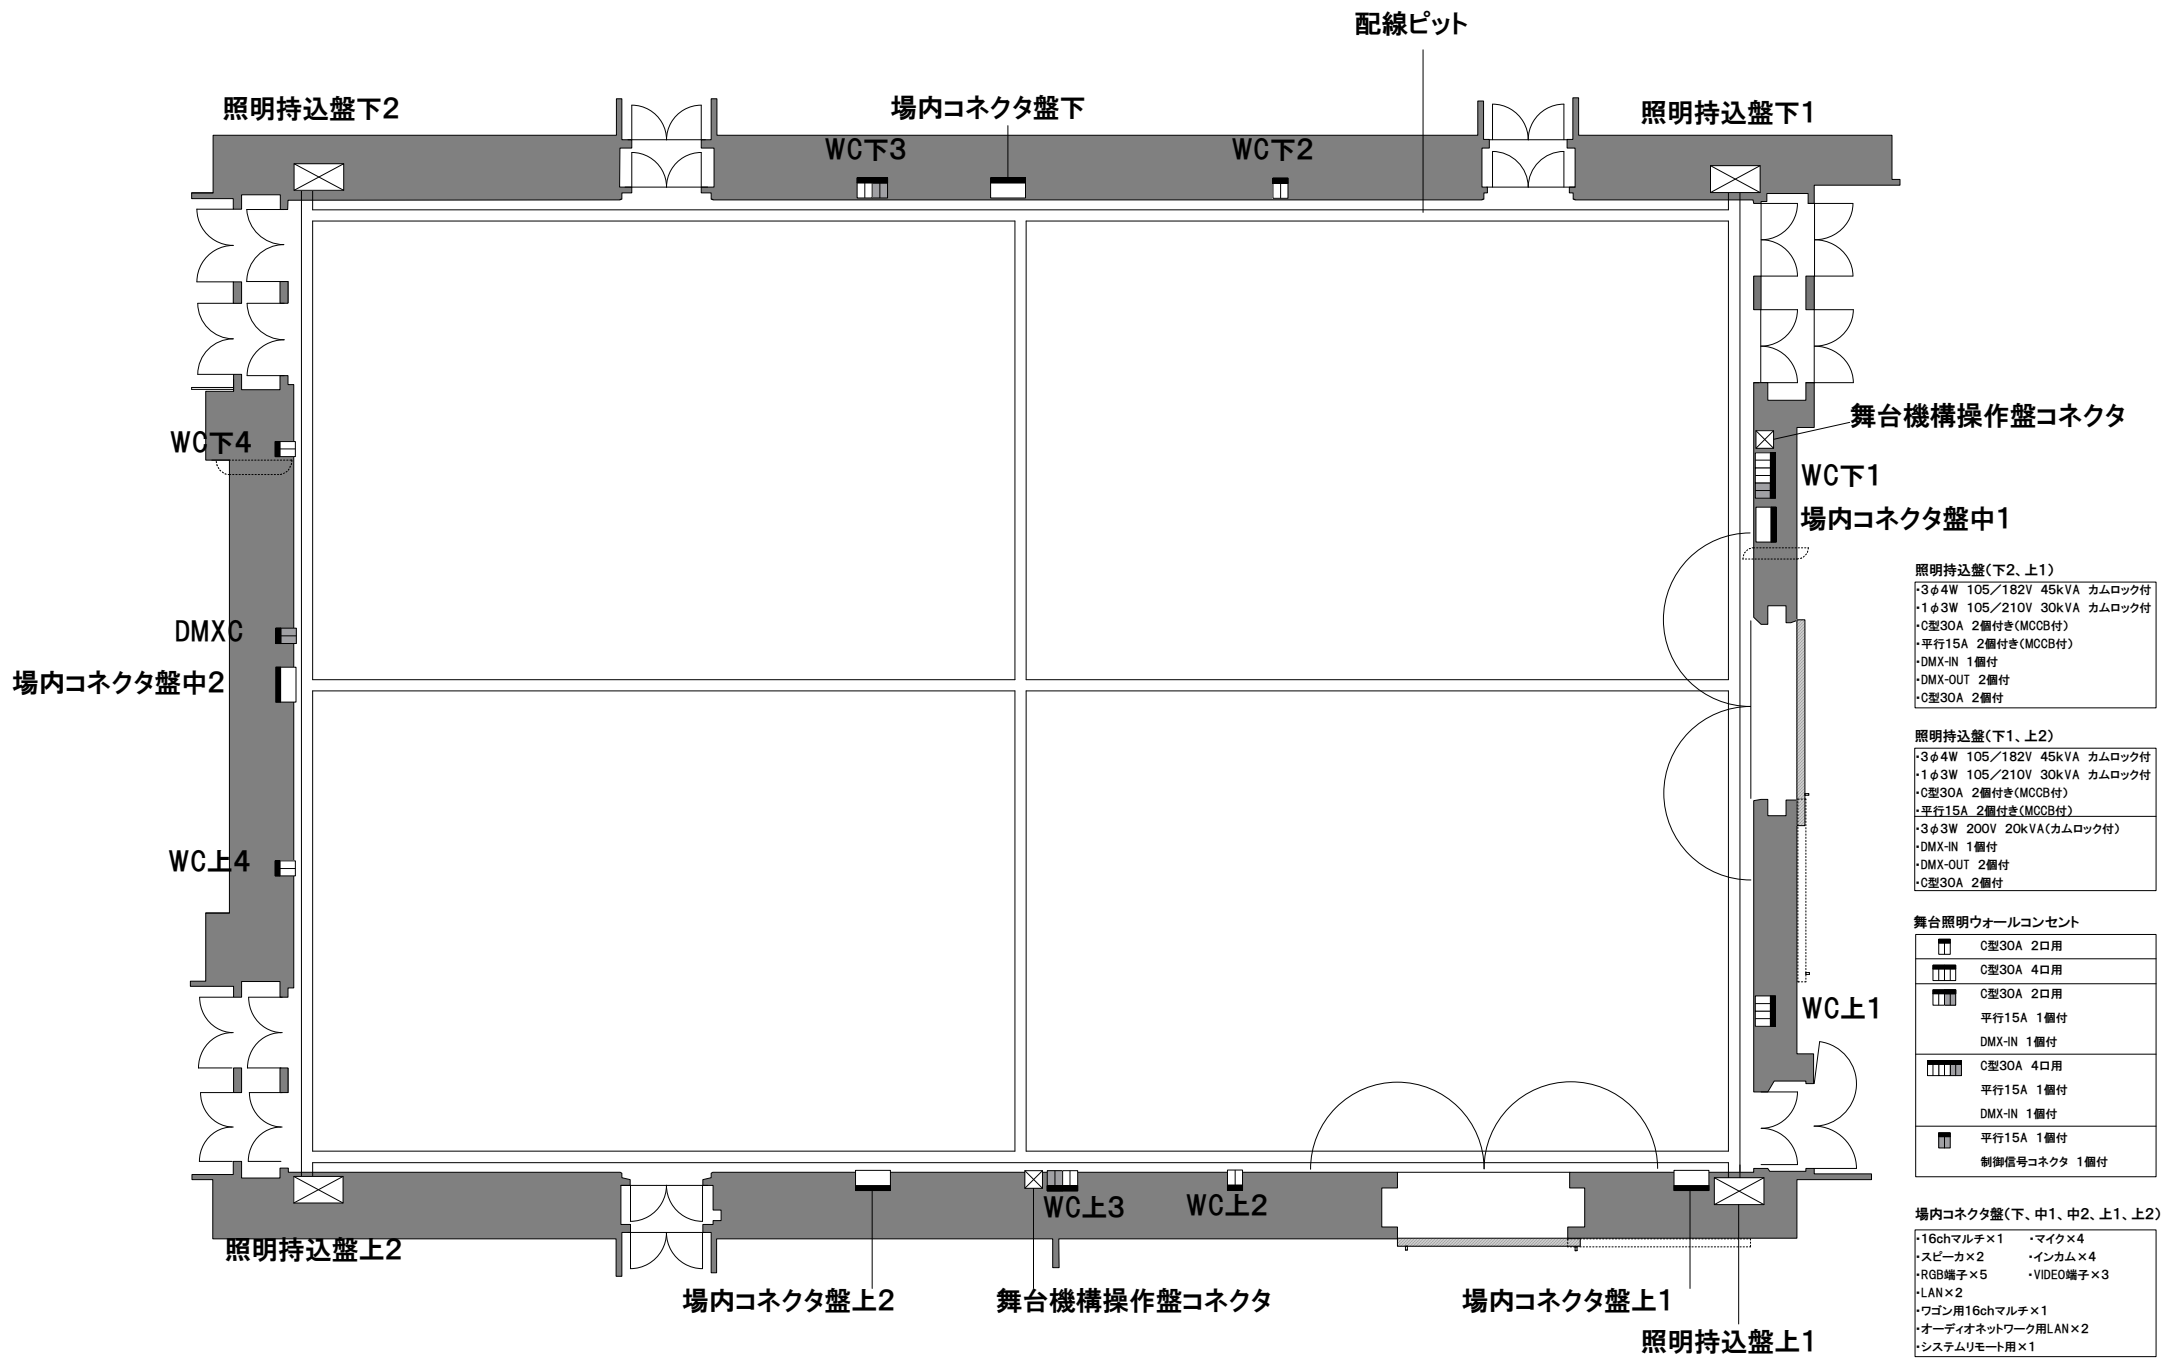 配線ピット
照明持込盤下2
場内コネクタ盤下
照明持込盤下1
WC下3
WC下2
舞台機構操作盤コネクタ
WC下4
WC下1
場内コネクタ盤中1
DMXC
場内コネクタ盤中2
WC上4
WC上1
WC上3
WC上2
照明持込盤上2
場内コネクタ盤上2
舞台機構操作盤コネクタ
場内コネクタ盤上1
照明持込盤上1
照明持込盤(下2、上1)
・3φ4W 105／182V 45kVA カムロック付
・1φ3W 105／210V 30kVA カムロック付
・C型30A 2個付き(MCCB付)
・平行15A 2個付き(MCCB付)
・DMX-IN 1個付
・DMX-OUT 2個付
・C型30A 2個付
照明持込盤(下1、上2)
・3φ4W 105／182V 45kVA カムロック付
・1φ3W 105／210V 30kVA カムロック付
・C型30A 2個付き(MCCB付)
・平行15A 2個付き(MCCB付)
・3φ3W 200V 20kVA(カムロック付)
・DMX-IN 1個付
・DMX-OUT 2個付
・C型30A 2個付
舞台照明ウォールコンセント
C型30A 2口用
C型30A 4口用
C型30A 2口用
平行15A 1個付
DMX-IN 1個付
C型30A 4口用
平行15A 1個付
DMX-IN 1個付
平行15A 1個付
制御信号コネクタ 1個付
場内コネクタ盤(下、中1、中2、上1、上2)
・16chマルチ×1 ・マイク×4
・スピーカ×2 ・インカム×4
・RGB端子×5 ・VIDEO端子×3
・LAN×2
・ワゴン用16chマルチ×1
・オーディオネットワーク用LAN×2
・システムリモート用×1